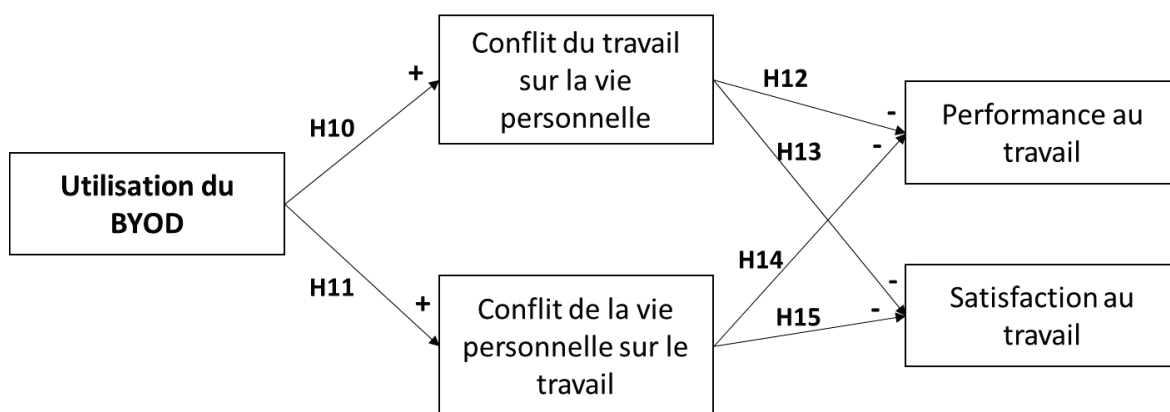 Conflit du travail
sur la vie
personnelle
+
H10
H12
-
-
Performance au
travail
H13
Utilisation du
BYOD
H11
+
Conflit de la vie
personnelle sur le
travail
H14
H15
-
-
Satisfaction au
travail